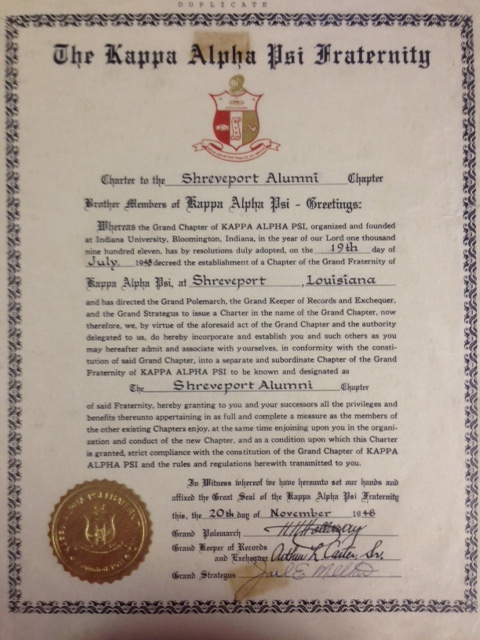 DUPLICATE
The Kappa Alpha Psi Fraternity
Charter to the Shreveport Alumni Chapter
Brother Members of Kappa Alpha Psi - Greetings:
Whereas the Grand Chapter of KAPPA ALPHA PSI, organized and founded
at Indiana University, Bloomington, Indiana, in the year of our Lord one thousand
nine hundred eleven, has by resolutions duly adopted, on the 19th day of
July 1948 decreed the establishment of a Chapter of the Grand Fraternity of
Kappa Alpha Psi, at Shreveport, Louisiana
and has directed the Grand Polemarch, the Grand Keeper of Records and Exchequer,
and the Grand Strategus to issue a Charter in the name of the Grand Chapter, now
therefore, we, by virtue of the aforesaid act of the Grand Chapter and the authority
delegated to us, do hereby incorporate and establish you and such others as you
may hereafter admit and associate with yourselves, in conformity with the consti-
tution of said Grand Chapter, into a separate and subordinate Chapter of the Grand
Fraternity of KAPPA ALPHA PSI to be known and designated as
The Shreveport Alumni Chapter
of said Fraternity, hereby granting to you and your successors all the privileges and
benefits thereunto appertaining in as full and complete a measure as the members of
the other existing Chapters enjoy, at the same time enjoining upon you in the organi-
zation and conduct of the new Chapter, and as a condition upon which this Charter
is granted, strict compliance with the constitution of the Grand Chapter of KAPPA
ALPHA PSI and the rules and regulations herewith transmitted to you.
In Witness whereof we have hereunto set our hands and
affixed the Great Seal of the Kappa Alpha Psi Fraternity
this, the 20th day of November 1948
Grand Polemarch
Grand Keeper of Records
and Exchequer Arthur L. Carter, Sr.
Grand Strategus